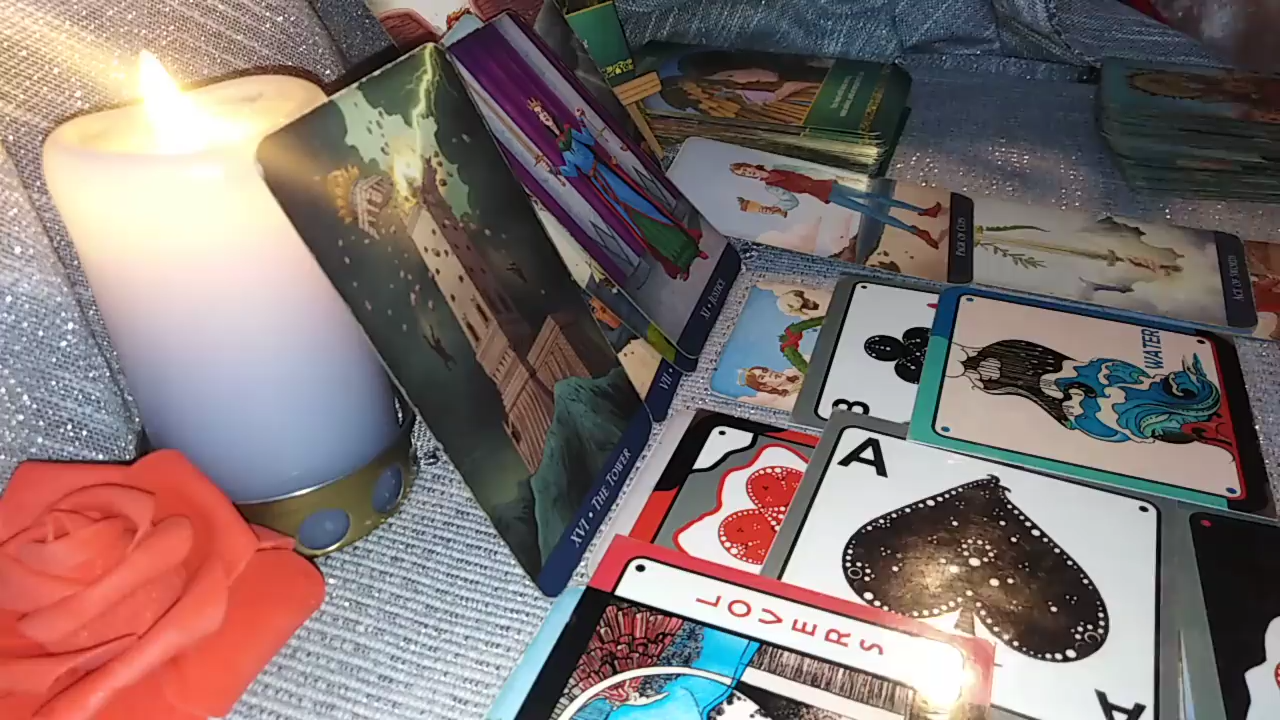 XI • JUSTICE
VII •
XVI • THE TOWER
PAGE OF CUPS
ACE OF SWORDS
8
WATER
A
A
LOVERS